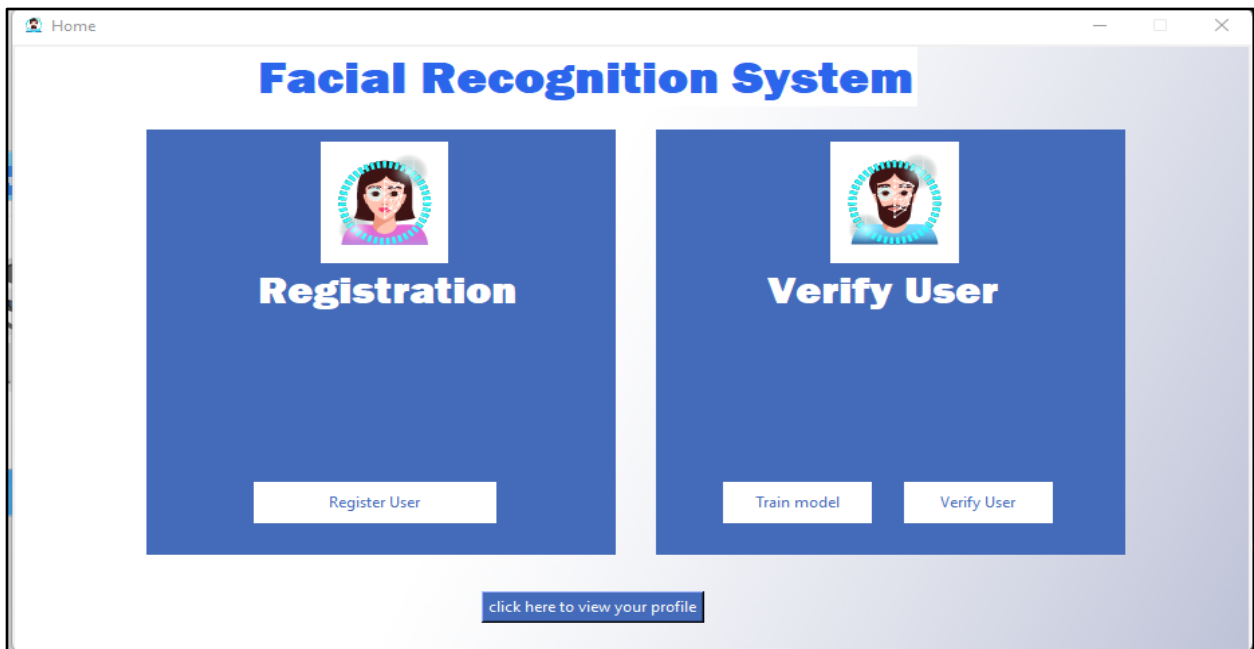 Home
Facial Recognition System
Registration
Verify User
Register User
Train model
Verify User
click here to view your profile